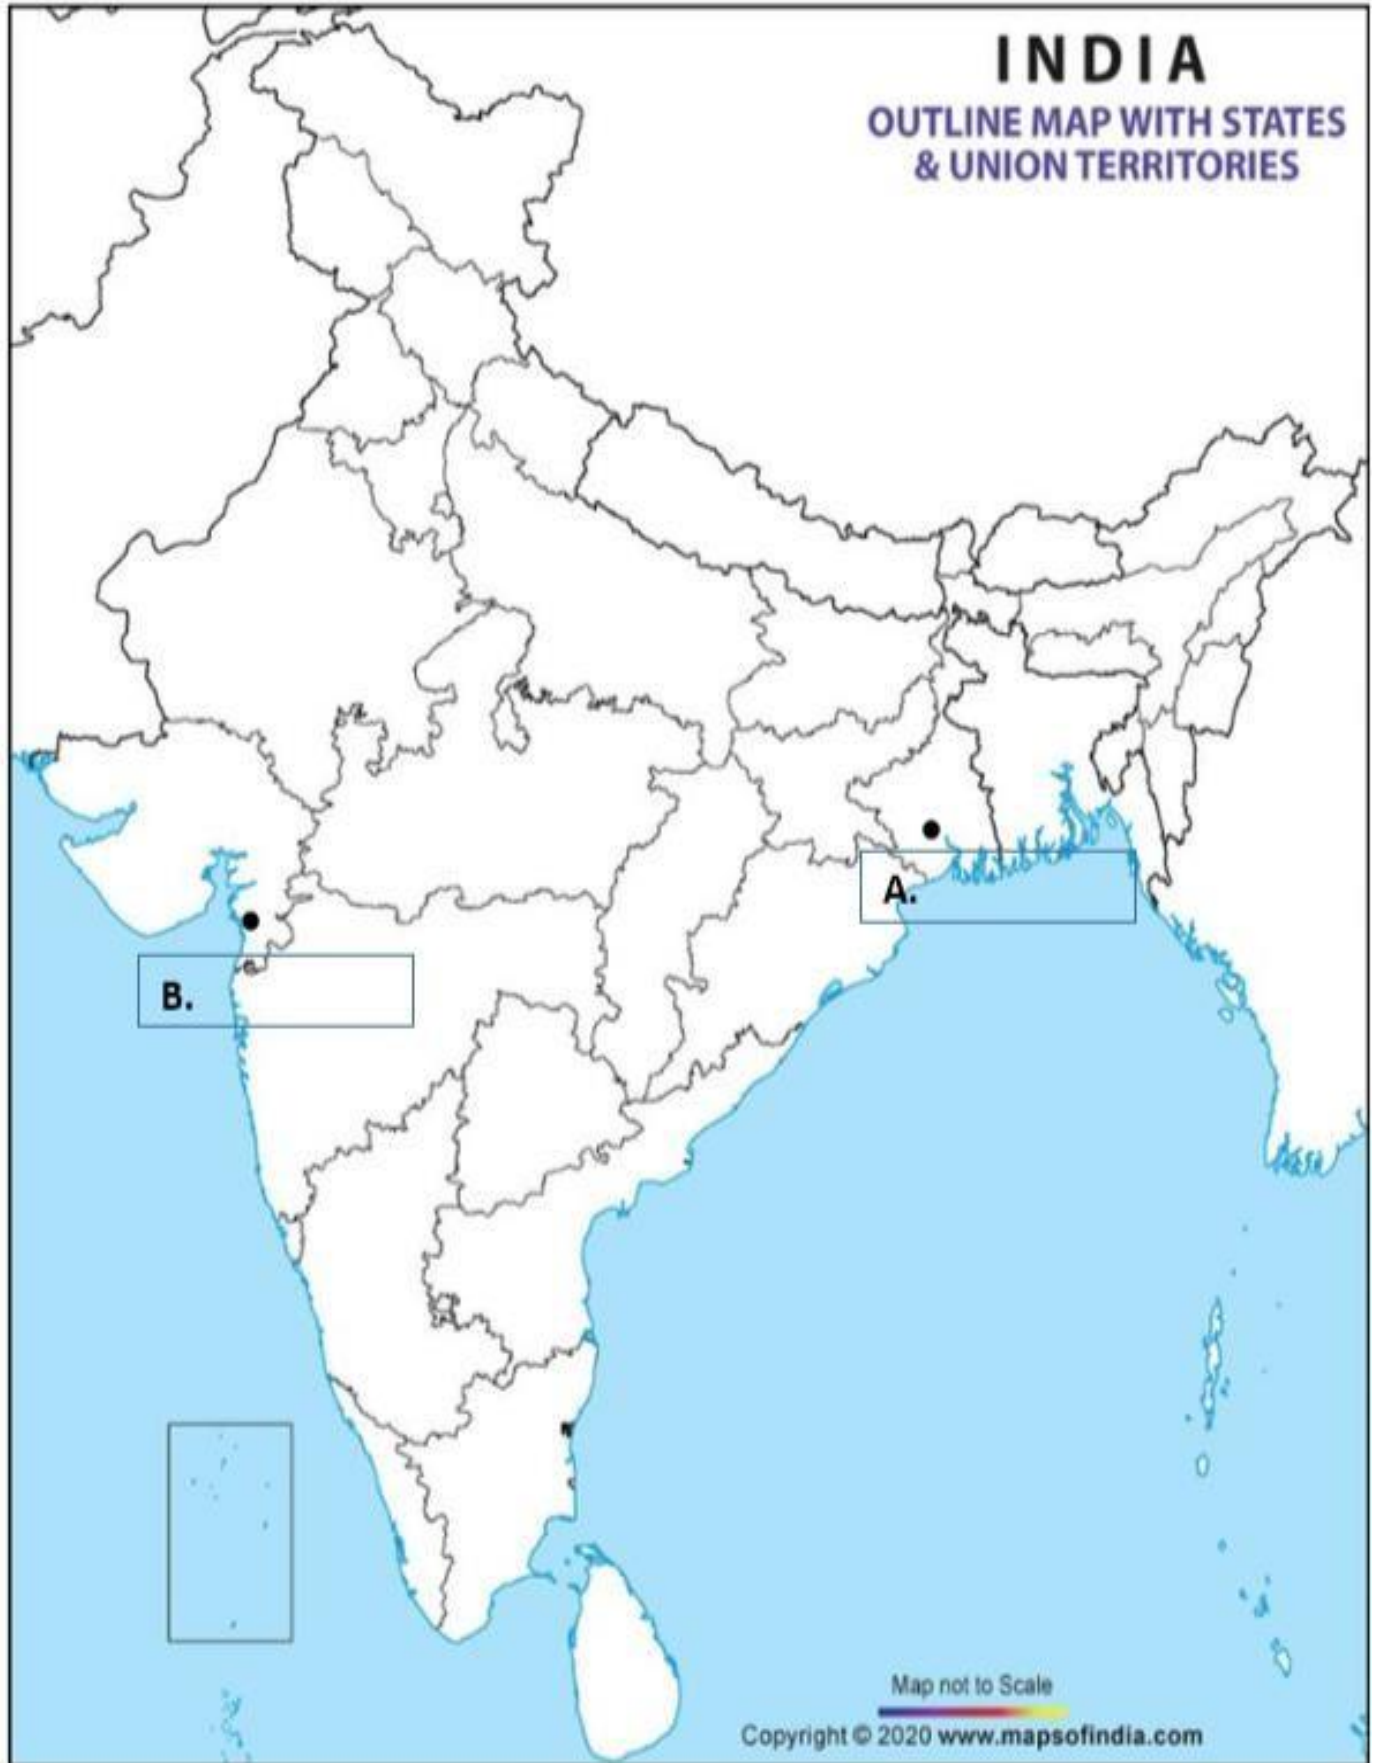 INDIA
OUTLINE MAP WITH STATES
& UNION TERRITORIES
A.
B.
Map not to Scale
Copyright © 2020 www.mapsofindia.com